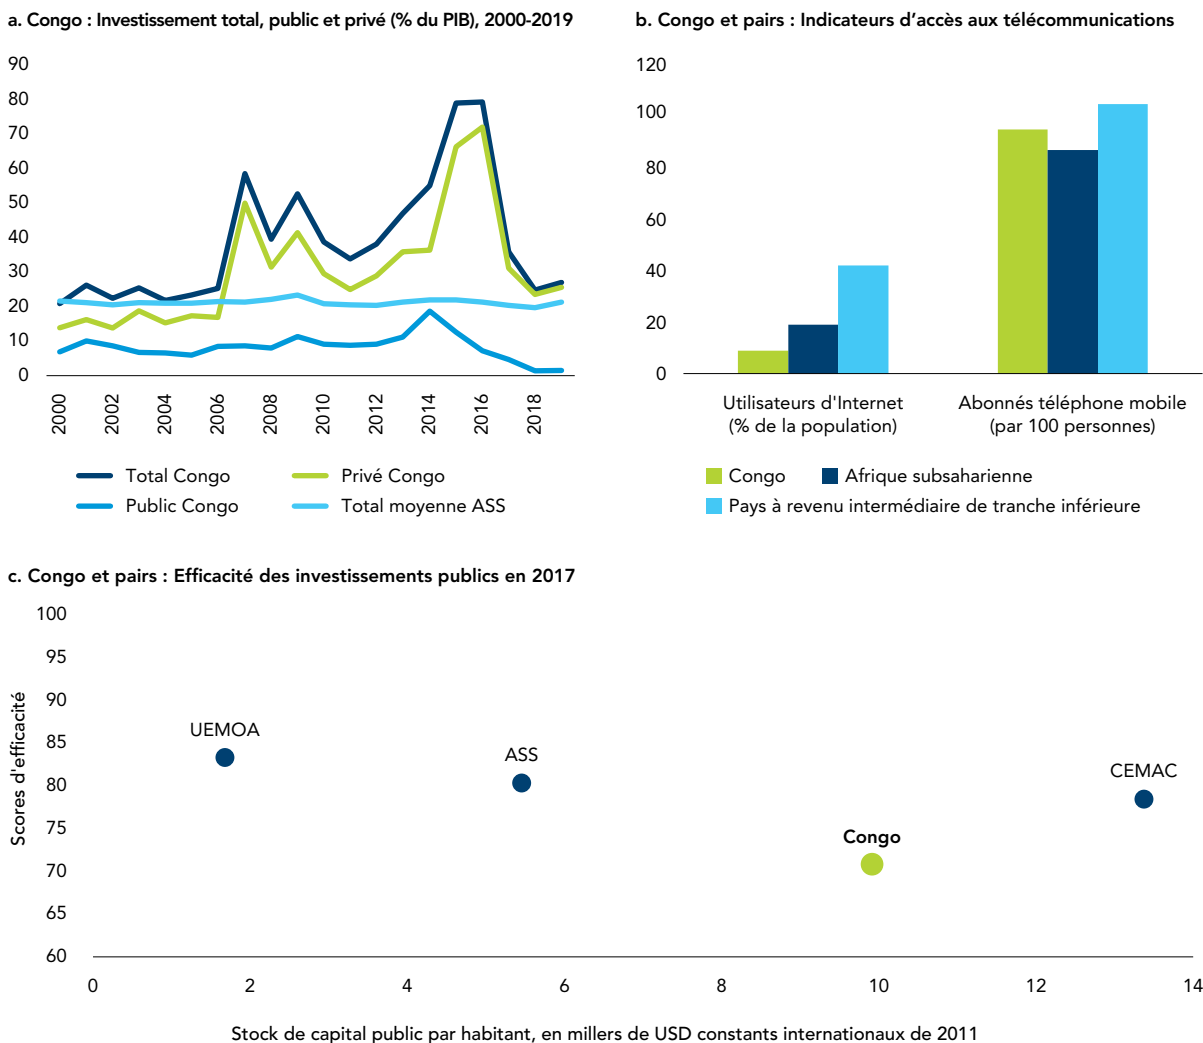 a. Congo : Investissement total, public et privé (% du PIB), 2000-2019
90
80
70
60
50
40
30
20
10
0
2000
2002
2004
2006
2008
2010
2012
2014
2016
2018
Total Congo
Privé Congo
Public Congo
Total moyenne ASS
b. Congo et pairs : Indicateurs d’accès aux télécommunications
120
100
80
60
40
20
0
Utilisateurs d'Internet
(% de la population)
Abonnés téléphone mobile
(par 100 personnes)
Congo
Afrique subsaharienne
Pays à revenu intermédiaire de tranche inférieure
c. Congo et pairs : Efficacité des investissements publics en 2017
Scores d'efficacité
100
95
90
85
80
75
70
65
60
UEMOA
ASS
CEMAC
Congo
0
2
4
6
8
10
12
14
Stock de capital public par habitant, en millers de USD constants internationaux de 2011